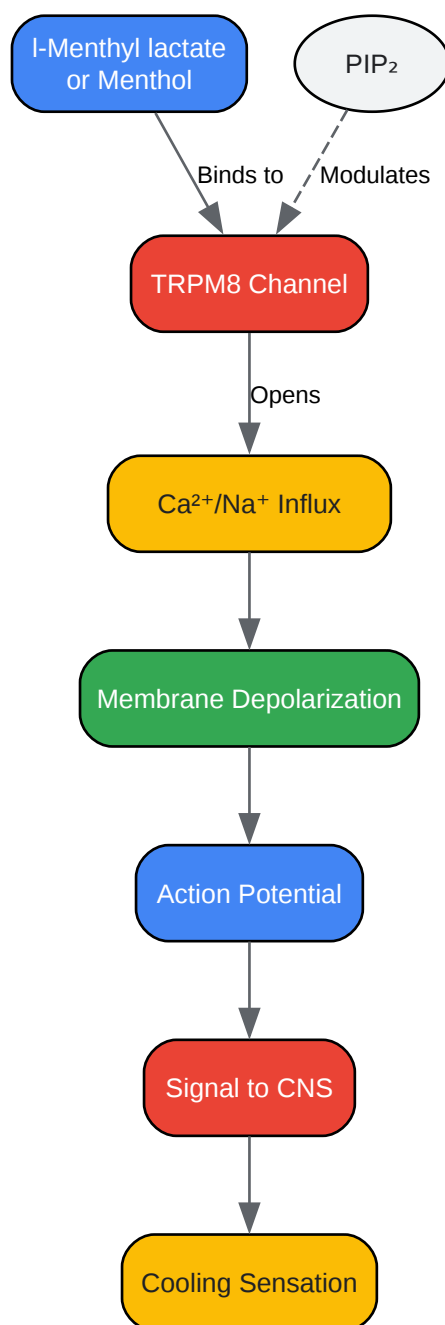 l-Menthyl lactate
or Menthol
PIP₂
Binds to
Modulates
TRPM8 Channel
Opens
Ca²⁺/Na⁺ Influx
Membrane Depolarization
Action Potential
Signal to CNS
Cooling Sensation